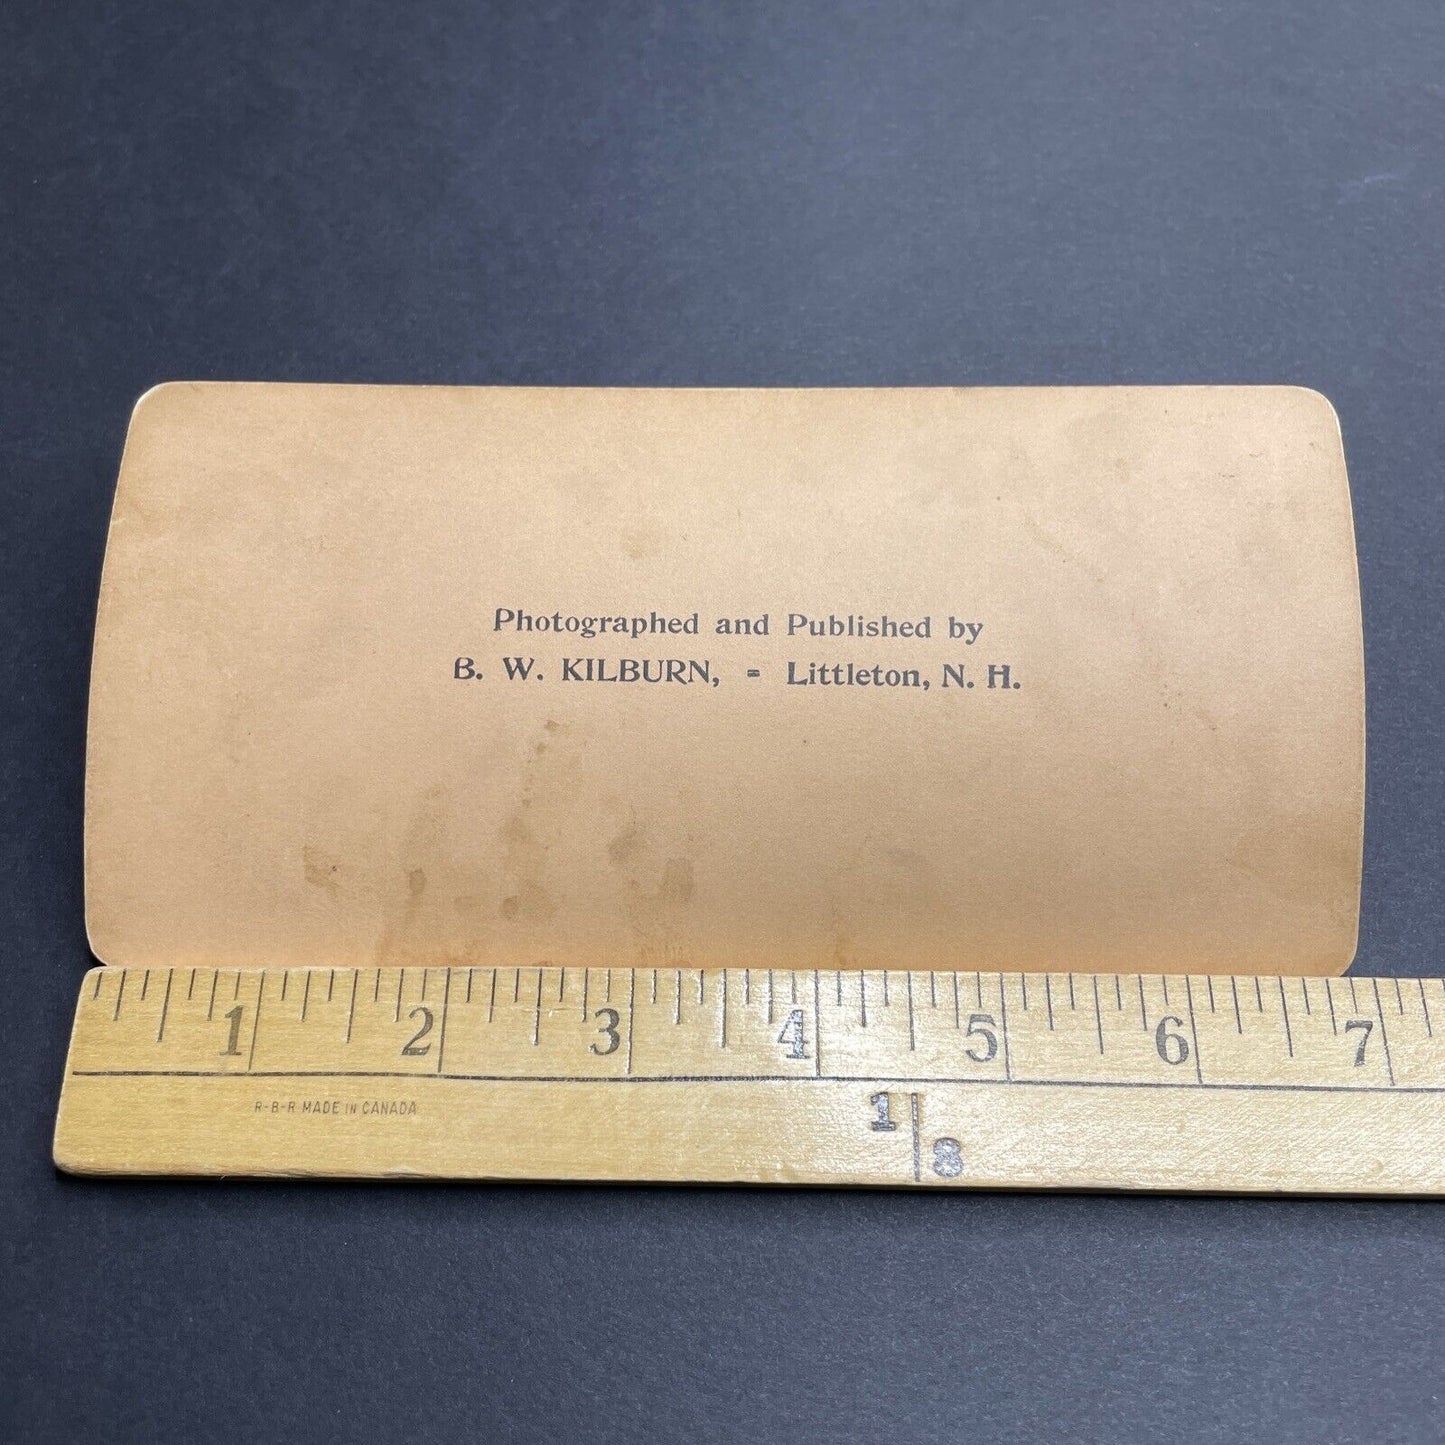 Photographed and Published by
B. W. KILBURN, = Littleton, N. H.
1 2 3 4 5 6 7
R-B-R MADE IN CANADA
1 8